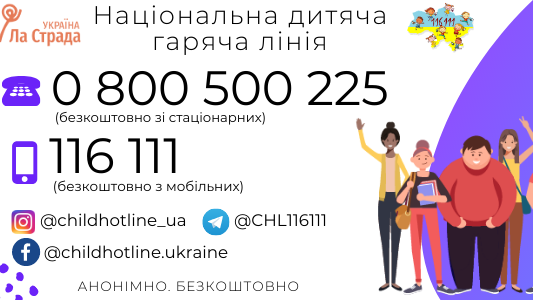 УКРАЇНА
Ла Страда
Національна дитяча
гаряча лінія
116 111
0 800 500 225
(безкоштовно зі стаціонарних)
116 111
(безкоштовно з мобільних)
@childhotline_ua
@CHL116111
@childhotline.ukraine
АНОНІМНО. БЕЗКОШТОВНО